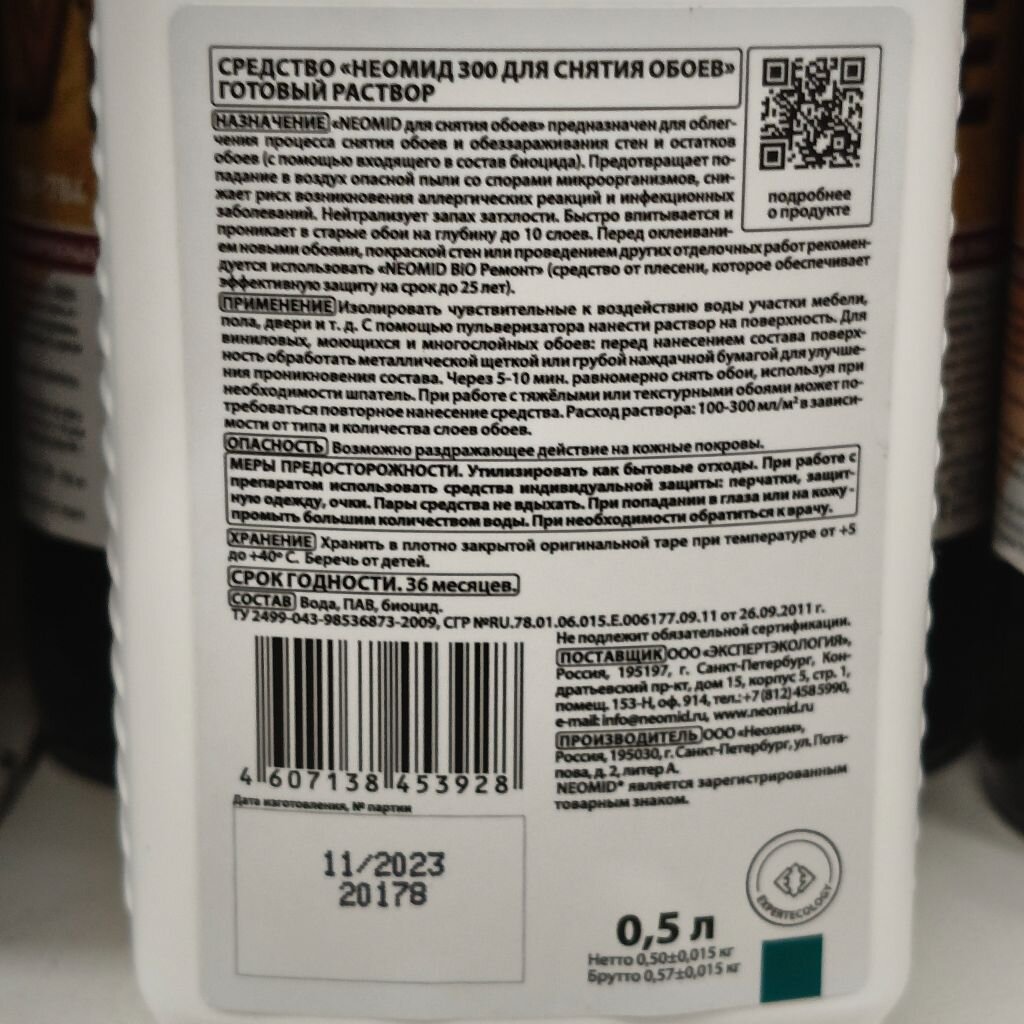 СРЕДСТВО «НЕОМИД 300 ДЛЯ СНЯТИЯ ОБОЕВ»
ГОТОВЫЙ РАСТВОР
подробнее
о продукте
НАЗНАЧЕНИЕ «NEOMID для снятия обоев» предназначен для облег-
чения процесса снятия обоев и обеззараживания стен и остатков
обоев (с помощью входящего в состав биоцида). Предотвращает по-
падание в воздух опасной пыли со спорами микроорганизмов, сни-
жает риск возникновения аллергических реакций и инфекционных
заболеваний. Нейтрализует запах затхлости. Быстро впитывается и
проникает в старые обои на глубину до 10 слоев. Перед оклеивани-
ем новыми обоями, покраской стен или проведением других отделочных работ рекомен-
дуется использовать «NEOMID BIO Ремонт» (средство от плесени, которое обеспечивает
эффективную защиту на срок до 25 лет).
ПРИМЕНЕНИЕ Изолировать чувствительные к воздействию воды участки мебели,
пола, двери и т. д. С помощью пульверизатора нанести раствор на поверхность. Для
виниловых, моющихся и многослойных обоев: перед нанесением состава поверх-
ность обработать металлической щеткой или грубой наждачной бумагой для улучше-
ния проникновения состава. Через 5-10 мин. равномерно снять обои, используя при
необходимости шпатель. При работе с тяжёлыми или текстурными обоями может по-
требоваться повторное нанесение средства. Расход раствора: 100-300 мл/м² в зависи-
мости от типа и количества слоев обоев.
ОПАСНОСТЬ Возможно раздражающее действие на кожные покровы.
МЕРЫ ПРЕДОСТОРОЖНОСТИ. Утилизировать как бытовые отходы. При работе с
препаратом использовать средства индивидуальной защиты: перчатки, защит-
ную одежду, очки. Пары средства не вдыхать. При попадании в глаза или на кожу -
промыть большим количеством воды. При необходимости обратиться к врачу.
ХРАНЕНИЕ Хранить в плотно закрытой оригинальной таре при температуре от +5
до +40° С. Беречь от детей.
СРОК ГОДНОСТИ. 36 месяцев.
СОСТАВ Вода, ПАВ, биоцид.
ТУ 2499-043-98536873-2009, СГР №RU.78.01.06.015.Е.006177.09.11 от 26.09.2011 г.
Не подлежит обязательной сертификации.
ПОСТАВЩИК ООО «ЭКСПЕРТЭКОЛОГИЯ»,
Россия, 195197, г. Санкт-Петербург, Кон-
дратьевский пр-кт, дом 15, корпус 5, стр. 1,
помещ. 153-Н, оф. 914, тел.: +7 (812) 458 5990,
e-mail: info@neomid.ru, www.neomid.ru
ПРОИЗВОДИТЕЛЬ ООО «Неохим»,
Россия, 195030, г. Санкт-Петербург, ул. Пота-
пова, д. 2, литер А.
NEOMID® является зарегистрированным
товарным знаком.
4 607138 453928
Дата изготовления, № партии
11/2023
20178
EXPERTECOLOGY
0,5 л
Нетто 0,50±0,015 кг
Брутто 0,57±0,015 кг